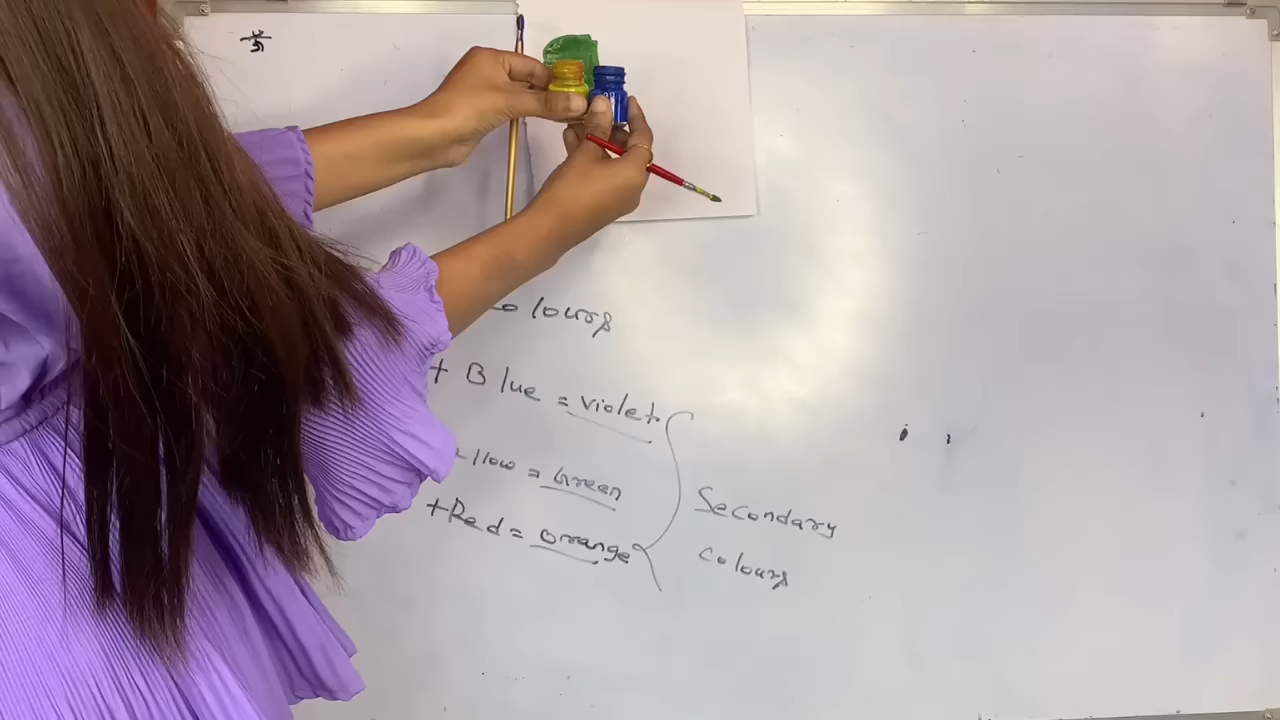 colours
+ Blue = violet
llow = Green
+ Red = orange
Secondary
colours